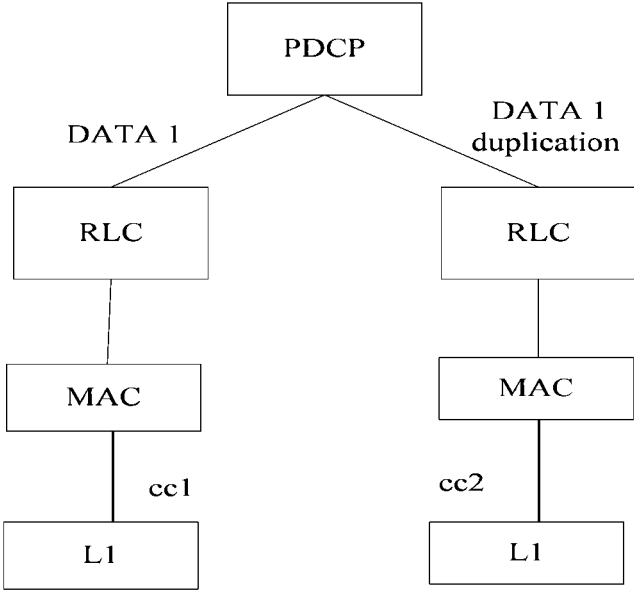 PDCP
DATA 1
DATA 1
duplication
RLC
RLC
MAC
MAC
cc1
cc2
L1
L1